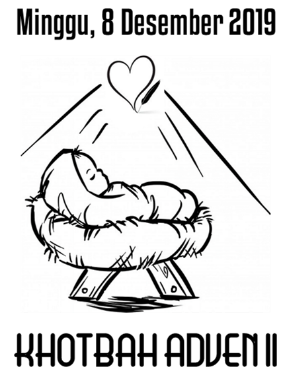 Minggu, 8 Desember 2019
KHOTBAH ADVEN II